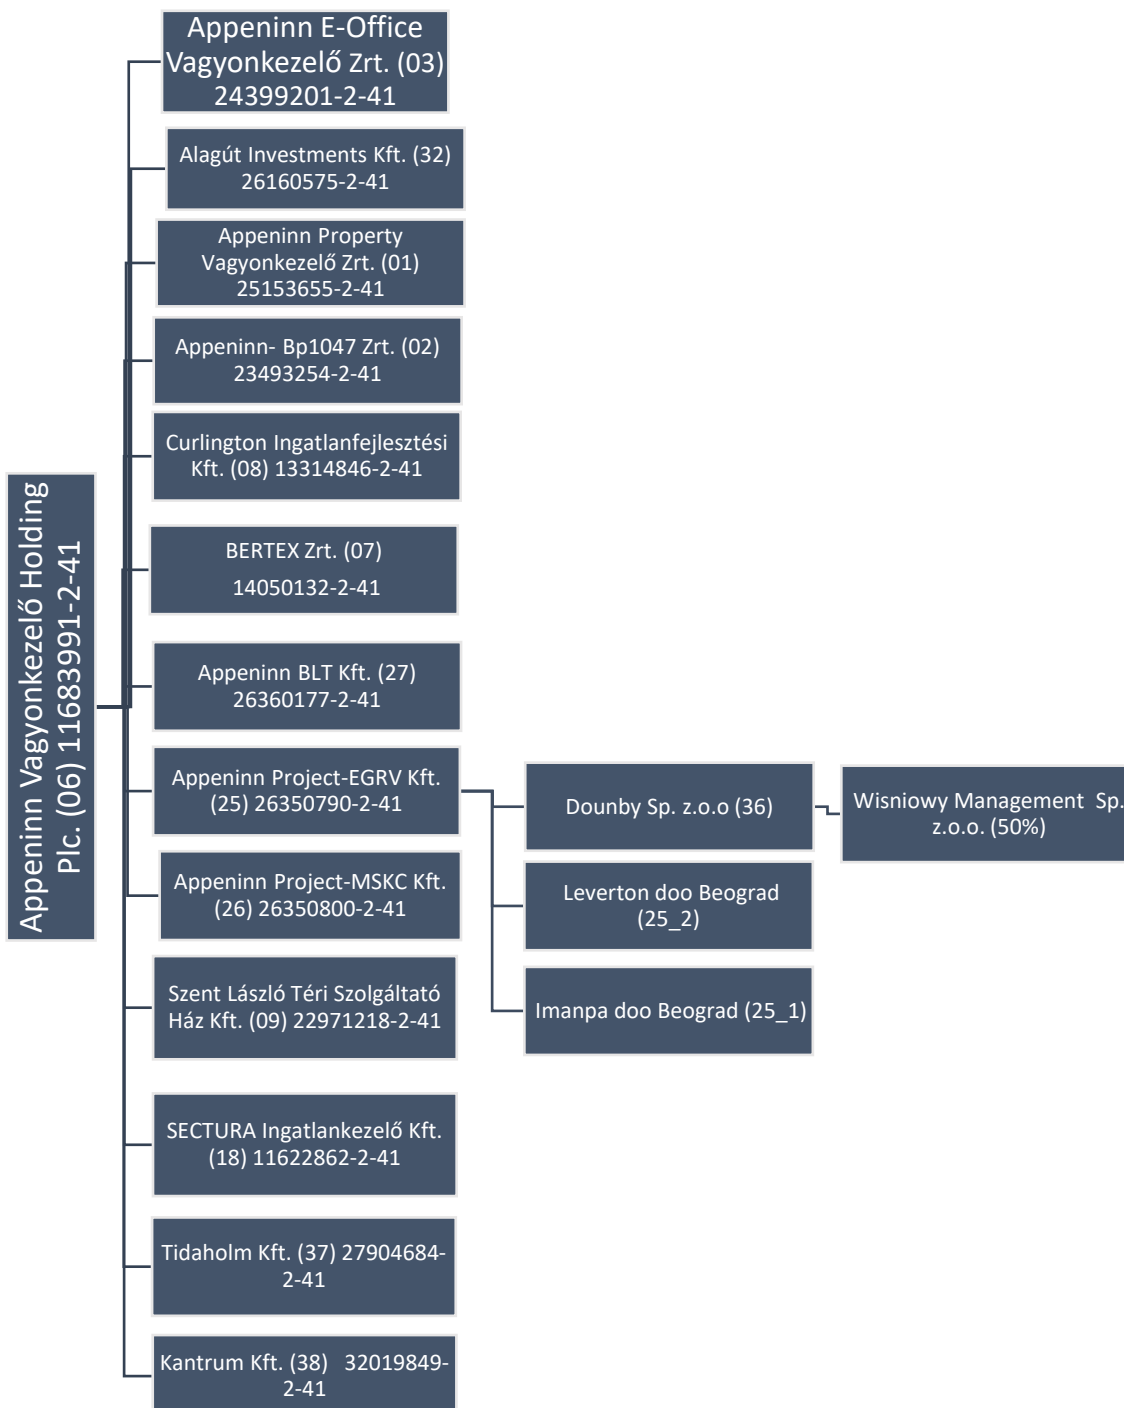 Appeninn Vagyonkezelő Holding
Plc. (06) 11683991-2-41
Appeninn E-Office
Vagyonkezelő Zrt. (03)
24399201-2-41
Alagút Investments Kft. (32)
26160575-2-41
Appeninn Property
Vagyonkezelő Zrt. (01)
25153655-2-41
Appeninn- Bp1047 Zrt. (02)
23493254-2-41
Curlington Ingatlanfejlesztési
Kft. (08) 13314846-2-41
BERTEX Zrt. (07)
14050132-2-41
Appeninn BLT Kft. (27)
26360177-2-41
Appeninn Project-EGRV Kft.
(25) 26350790-2-41
Dounby Sp. z.o.o (36)
Wisniowy Management Sp.
z.o.o. (50%)
Leverton doo Beograd
(25_2)
Imanpa doo Beograd (25_1)
Appeninn Project-MSKC Kft.
(26) 26350800-2-41
Szent László Téri Szolgáltató
Ház Kft. (09) 22971218-2-41
SECTURA Ingatlankezelő Kft.
(18) 11622862-2-41
Tidaholm Kft. (37) 27904684-
2-41
Kantrum Kft. (38) 32019849-
2-41